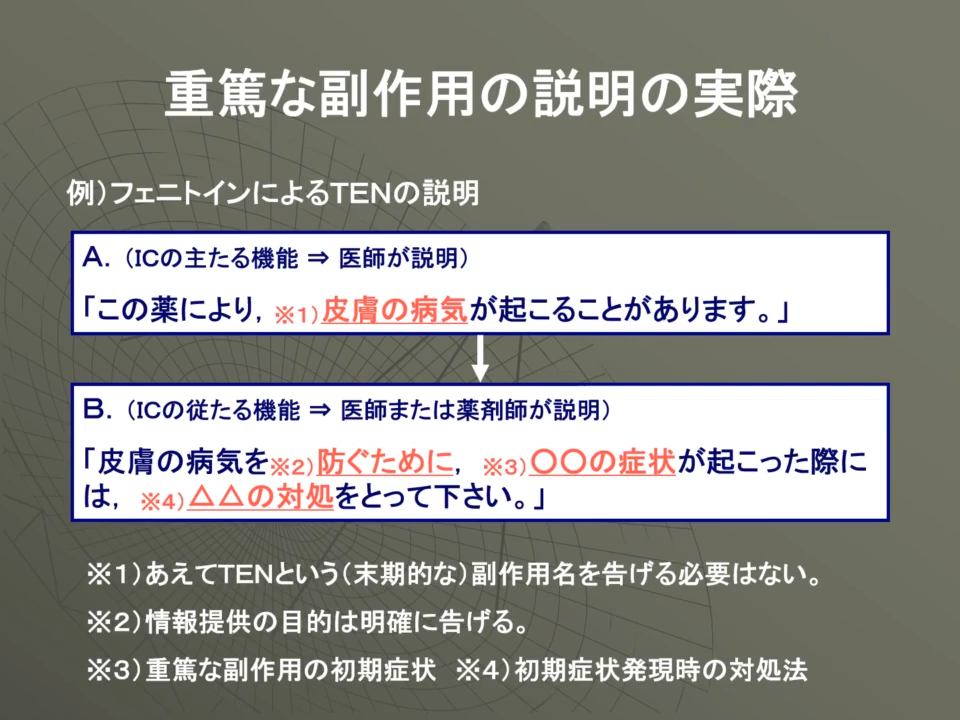 重篤な副作用の説明の実際
例）フェニトインによるTENの説明
A.（ICの主たる機能 ⇒ 医師が説明）
「この薬により，※1）皮膚の病気が起こることがあります。」
B.（ICの従たる機能 ⇒ 医師または薬剤師が説明）
「皮膚の病気を※2）防ぐために，※3）〇〇の症状が起こった際に
は，※4）△△の対処をとって下さい。」
※1）あえてTENという（末期的な）副作用名を告げる必要はない。
※2）情報提供の目的は明確に告げる。
※3）重篤な副作用の初期症状 ※4）初期症状発現時の対処法